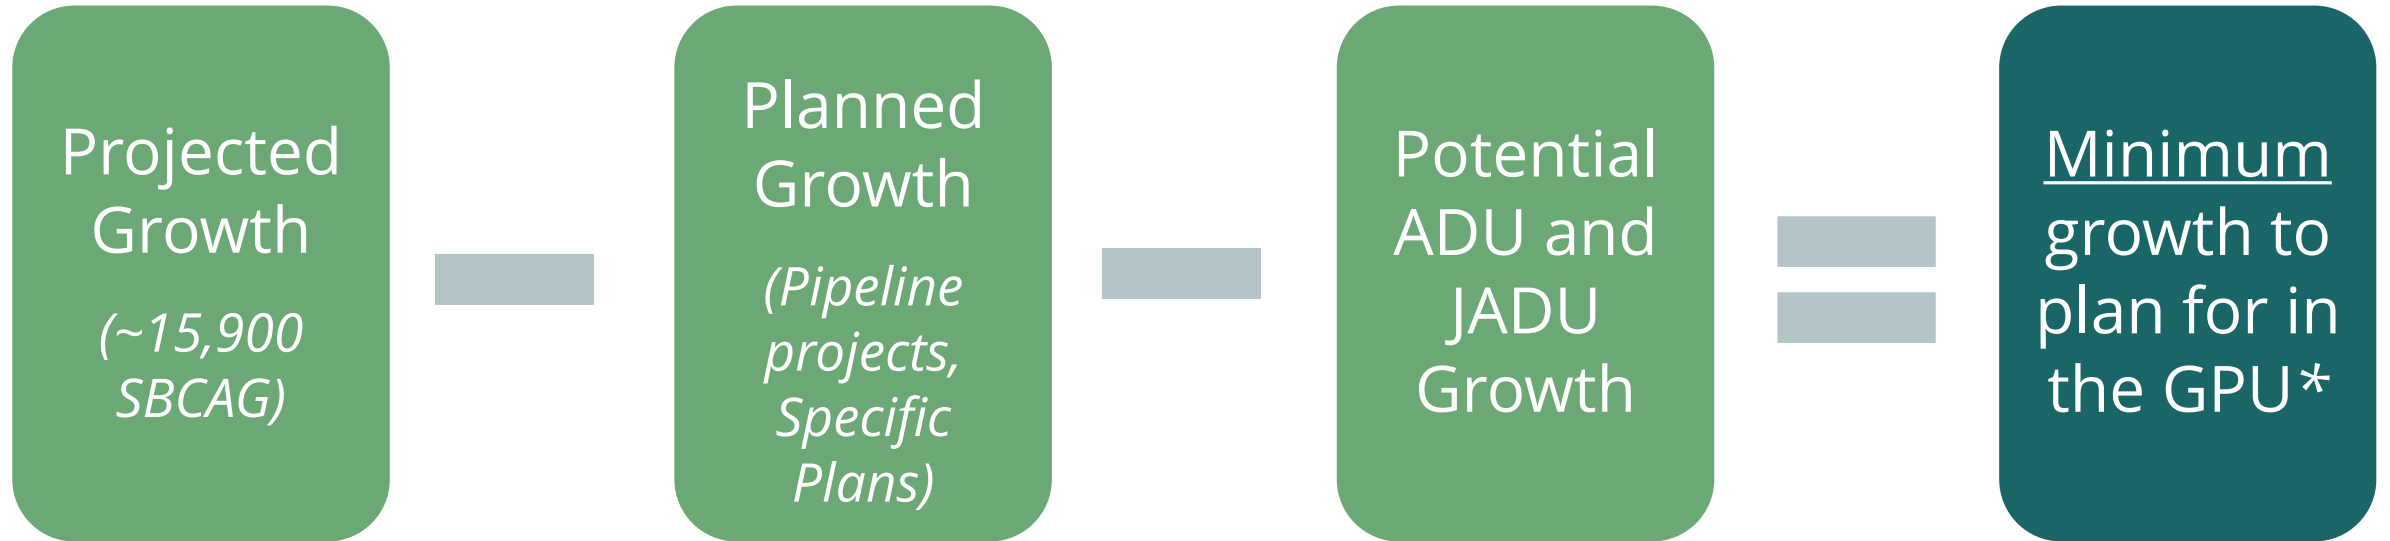 Projected
Growth
(~15,900
SBCAG)
Planned
Growth
(Pipeline
projects,
Specific
Plans)
Potential
ADU and
JADU
Growth
Minimum
growth to
plan for in
the GPU*